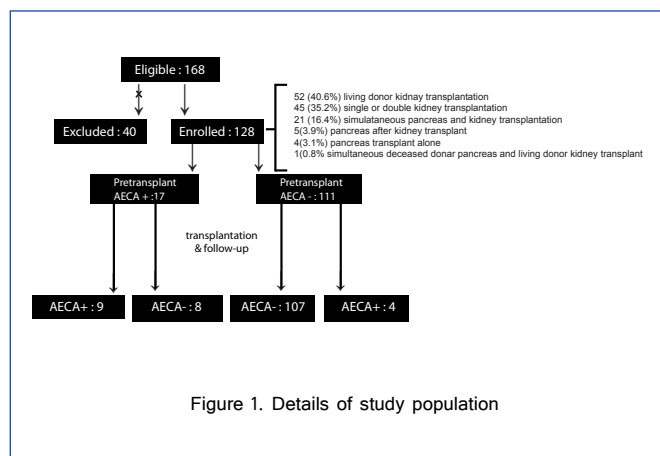 Eligible : 168
52 (40.6%) living donor kidnay transplantation
45 (35.2%) single or double kidney transplantation
21 (16.4%) simulataneous pancreas and kidney transplantation
5(3.9%) pancreas after kidney transplant
4(3.1%) pancreas transplant alone
1(0.8% simultaneous deceased donar pancreas and living donor kidney transplant
Excluded : 40
Enrolled : 128
Pretransplant
AECA + :17
Pretransplant
AECA - : 111
transplantation
& follow-up
AECA+ : 9
AECA- : 8
AECA- : 107
AECA+ : 4
Figure 1. Details of study population